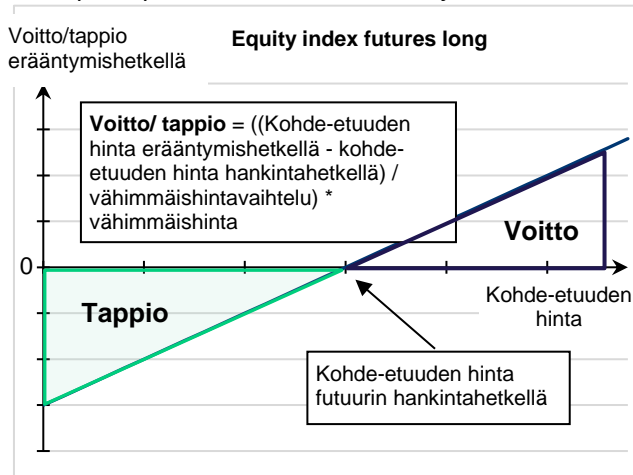 Voitto/tappio
erääntymishetkellä
Equity index futures long
Voitto/ tappio = ((Kohde-etuuden
hinta erääntymishetkellä - kohde-
etuuden hinta hankintahetkellä) /
vähimmäishintavaihtelu) *
vähimmäishinta
Voitto
0
Kohde-etuuden
hinta
Tappio
Kohde-etuuden hinta
futuurin hankintahetkellä